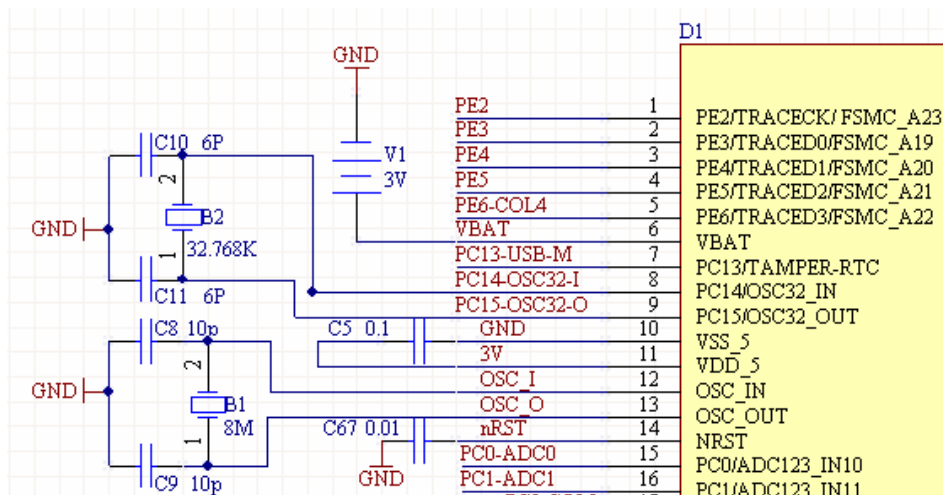 D1
GND
PE2 1 PE2/TRACECK/ FSMC_A23
PE3 2 PE3/TRACED0/FSMC_A19
C10 6P
V1
PE4 3 PE4/TRACED1/FSMC_A20
2
3V
PE5 4 PE5/TRACED2/FSMC_A21
PE6-COL4 5 PE6/TRACED3/FSMC_A22
GND
B2
VBAT 6 VBAT
1
32.768K
PC13-USB-M 7 PC13/TAMPER-RTC
PC14-OSC32-I 8 PC14/OSC32_IN
C11 6P
PC15-OSC32-O 9 PC15/OSC32_OUT
C8 10p
C5 0.1
GND 10 VSS_5
2
3V 11 VDD_5
GND
OSC_I 12 OSC_IN
B1
OSC_O 13 OSC_OUT
8M
1
C67 0.01
nRST 14 NRST
PC0-ADC0 15 PC0/ADC123_IN10
C9 10p
GND
PC1-ADC1 16 PC1/ADC123_IN11